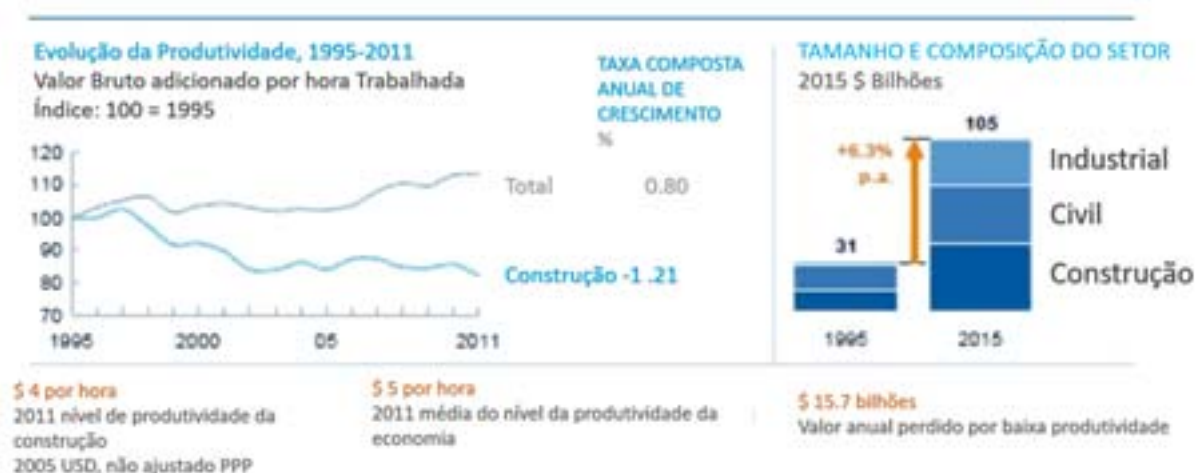 Evolução da Produtividade, 1995-2011
Valor Bruto adicionado por hora Trabalhada
Índice: 100 = 1995
TAXA COMPOSTA
ANUAL DE
CRESCIMENTO
%
120
110
100
90
80
70
1995
2000
05
2011
Total
0.80
Construção -1 .21
TAMANHO E COMPOSIÇÃO DO SETOR
2015 $ Bilhões
+6.3%
p.a.
31
105
Industrial
Civil
Construção
1995
2015
$ 4 por hora
2011 nível de produtividade da
construção
2005 USD, não ajustado PPP
$ 5 por hora
2011 média do nível da produtividade da
economia
$ 15.7 bilhões
Valor anual perdido por baixa produtividade